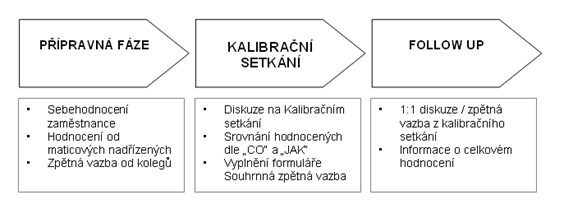 PŘÍPRAVNÁ FÁZE
• Sebehodnocení
zaměstnance
• Hodnocení od
maticových nadřízených
• Zpětná vazba od kolegů
KALIBRAČNÍ
SETKÁNÍ
• Diskuze na Kalibračním
setkání
• Srovnání hodnocených
dle „CO" a „JAK"
• Vyplnění formuláře
Souhrnná zpětná vazba
FOLLOW UP
• 1:1 diskuze / zpětná
vazba z kalibračního
setkání
• Informace o celkovém
hodnocení